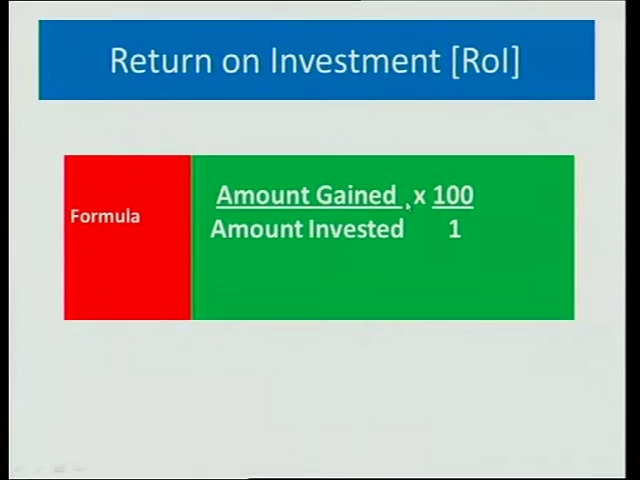 Return on Investment [RoI]
Formula
Amount Gained x 100
Amount Invested 1